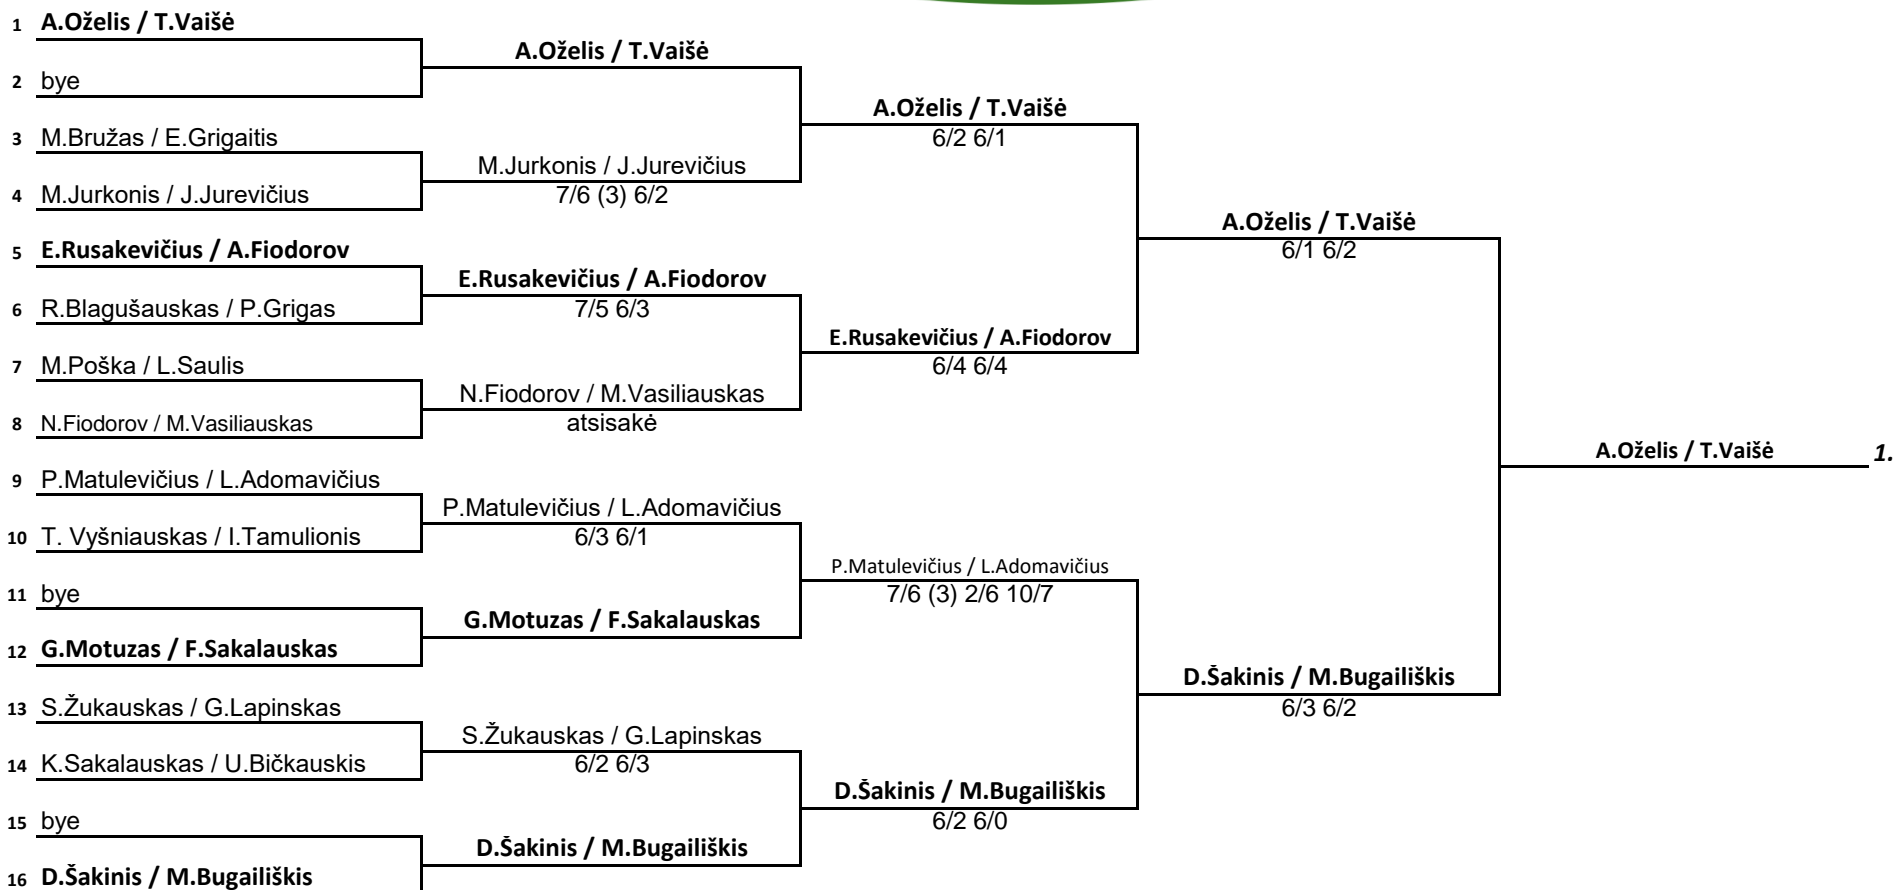 1 A.Oželis / T.Vaišė
A.Oželis / T.Vaišė
2 bye
A.Oželis / T.Vaišė
6/2 6/1
3 M.Bružas / E.Grigaitis
M.Jurkonis / J.Jurevičius
7/6 (3) 6/2
4 M.Jurkonis / J.Jurevičius
A.Oželis / T.Vaišė
6/1 6/2
5 E.Rusakevičius / A.Fiodorov
E.Rusakevičius / A.Fiodorov
7/5 6/3
6 R.Blagušauskas / P.Grigas
E.Rusakevičius / A.Fiodorov
6/4 6/4
7 M.Poška / L.Saulis
N.Fiodorov / M.Vasiliauskas
atsisakė
8 N.Fiodorov / M.Vasiliauskas
A.Oželis / T.Vaišė 1.
9 P.Matulevičius / L.Adomavičius
P.Matulevičius / L.Adomavičius
6/3 6/1
10 T. Vyšniauskas / I.Tamulionis
P.Matulevičius / L.Adomavičius
7/6 (3) 2/6 10/7
11 bye
G.Motuzas / F.Sakalauskas
12 G.Motuzas / F.Sakalauskas
D.Šakinis / M.Bugailiškis
6/3 6/2
13 S.Žukauskas / G.Lapinskas
S.Žukauskas / G.Lapinskas
6/2 6/3
14 K.Sakalauskas / U.Bičkauskis
D.Šakinis / M.Bugailiškis
6/2 6/0
15 bye
D.Šakinis / M.Bugailiškis
16 D.Šakinis / M.Bugailiškis